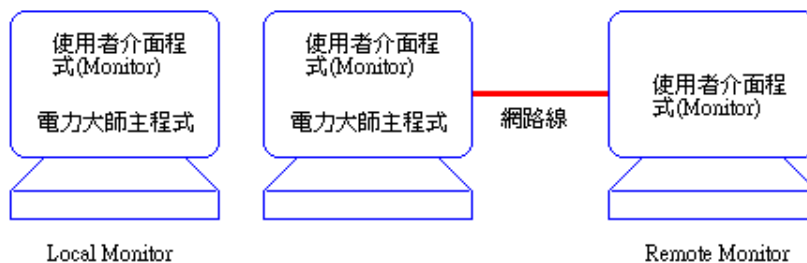 使用者介面程
式(Monitor)
電力大師主程式
Local Monitor
使用者介面程
式(Monitor)
電力大師主程式
網路線
使用者介面程
式(Monitor)
Remote Monitor